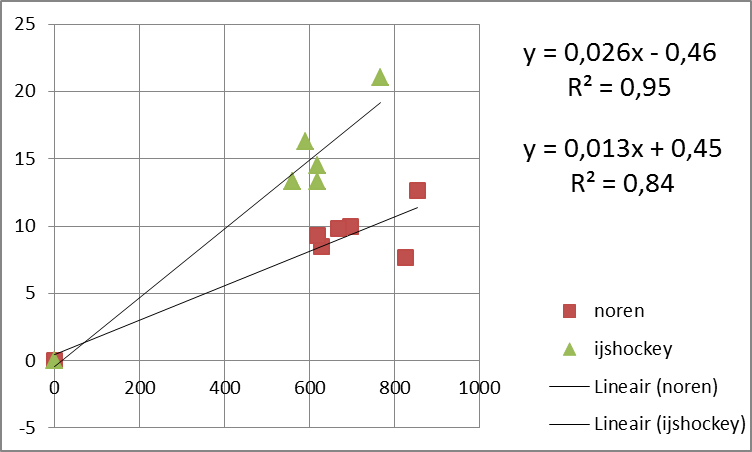 25
20
15
10
5
0
-5
0
200
400
600
800
1000
y = 0,026x - 0,46
R² = 0,95
y = 0,013x + 0,45
R² = 0,84
noren
ijshockey
Lineair (noren)
Lineair (ijshockey)